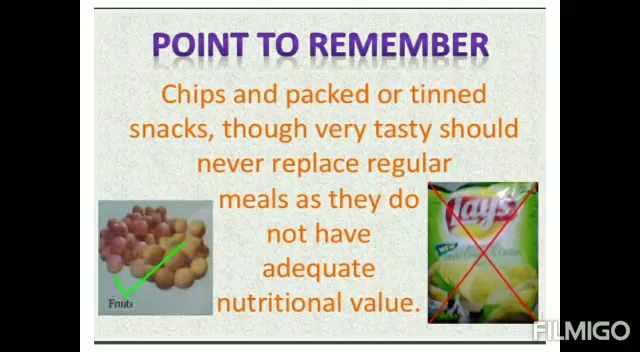 POINT TO REMEMBER
Chips and packed or tinned
snacks, though very tasty should
never replace regular
meals as they do
not have
adequate
nutritional value.
Fruits
Lay's
FILMIGO